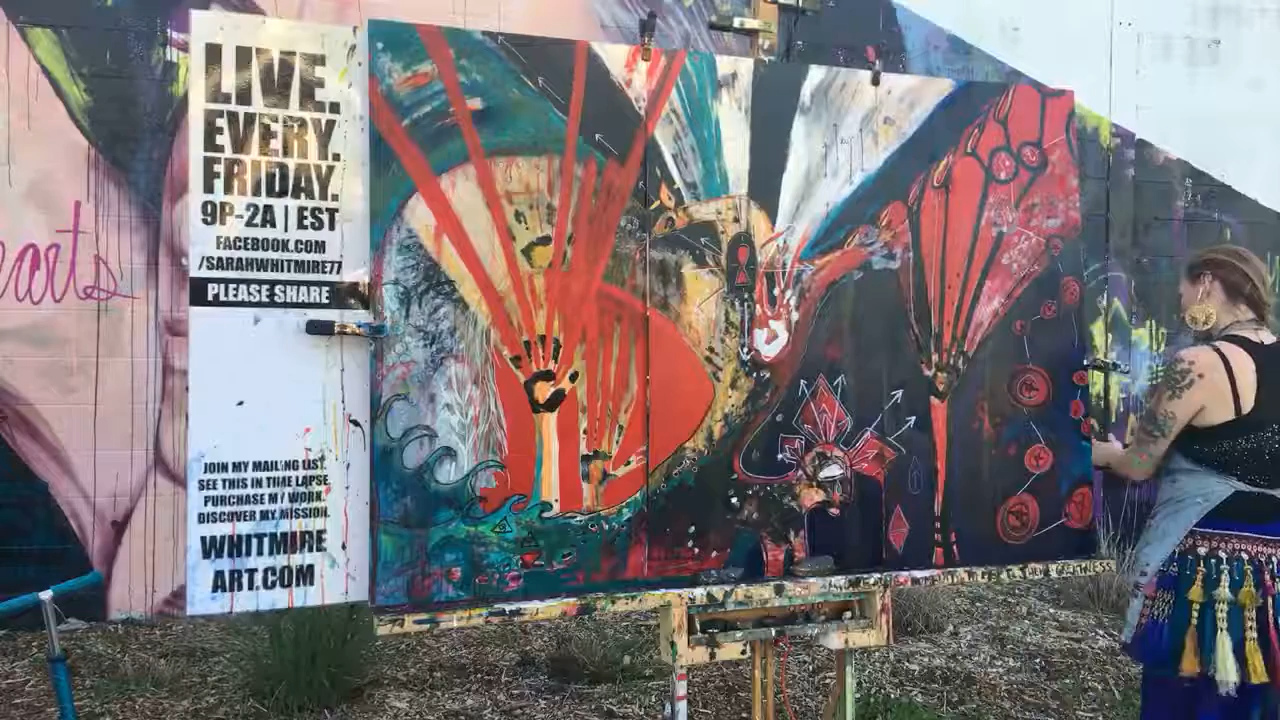 LIVE.
EVERY.
FRIDAY.
9P-2A | EST
FACEBOOK.COM
/SARAHWHITMIRE77
PLEASE SHARE
JOIN MY MAILING LIST.
SEE THIS IN TIME LAPSE.
PURCHASE MY WORK.
DISCOVER MY MISSION.
WHITMIRE
ART.COM